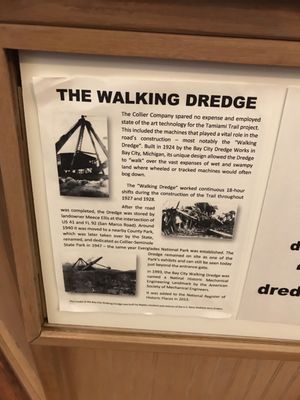 THE WALKING DREDGE
The Collier Company spared no expense and employed
state of the art technology for the Tamiami Trail project.
This included the machines that played a vital role in the
road's construction – most notably the "Walking
Dredge". Built in 1924 by the Bay City Dredge Works in
Bay City, Michigan, its unique design allowed the Dredge
to "walk" over the vast expanses of wet and swampy
land where wheeled or tracked machines would often
bog down.
The "Walking Dredge" worked continuous 18-hour
shifts during the construction of the Trail throughout
1927 and 1928.
After the road
was completed, the Dredge was stored by
landowner Meece Ellis at the intersection of
US 41 and FL 92 (San Marco Road). Around
1940 it was moved to a nearby County Park,
which was later taken over by the State,
renamed, and dedicated as Collier-Seminole
State Park in 1947 – the same year Everglades National Park was established. The
Dredge remained on site as one of the
Park's exhibits and can still be seen today
just beyond the entrance gate.
In 1993, the Bay City Walking Dredge was
named a National Historic Mechanical
Engineering Landmark by the American
Society of Mechanical Engineers.
It was added to the National Register of
Historic Places in 2013.
d
dred